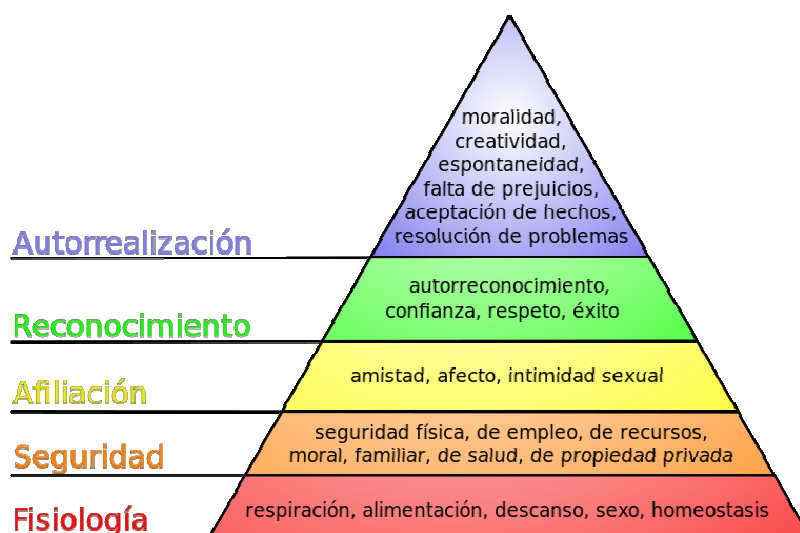 moralidad,
creatividad,
espontaneidad,
falta de prejuicios,
aceptación de hechos,
resolución de problemas
Autorrealización
autorreconocimiento,
confianza, respeto, éxito
Reconocimiento
amistad, afecto, intimidad sexual
Afiliación
seguridad física, de empleo, de recursos,
moral, familiar, de salud, de propiedad privada
Seguridad
respiración, alimentación, descanso, sexo, homeostasis
Fisiología